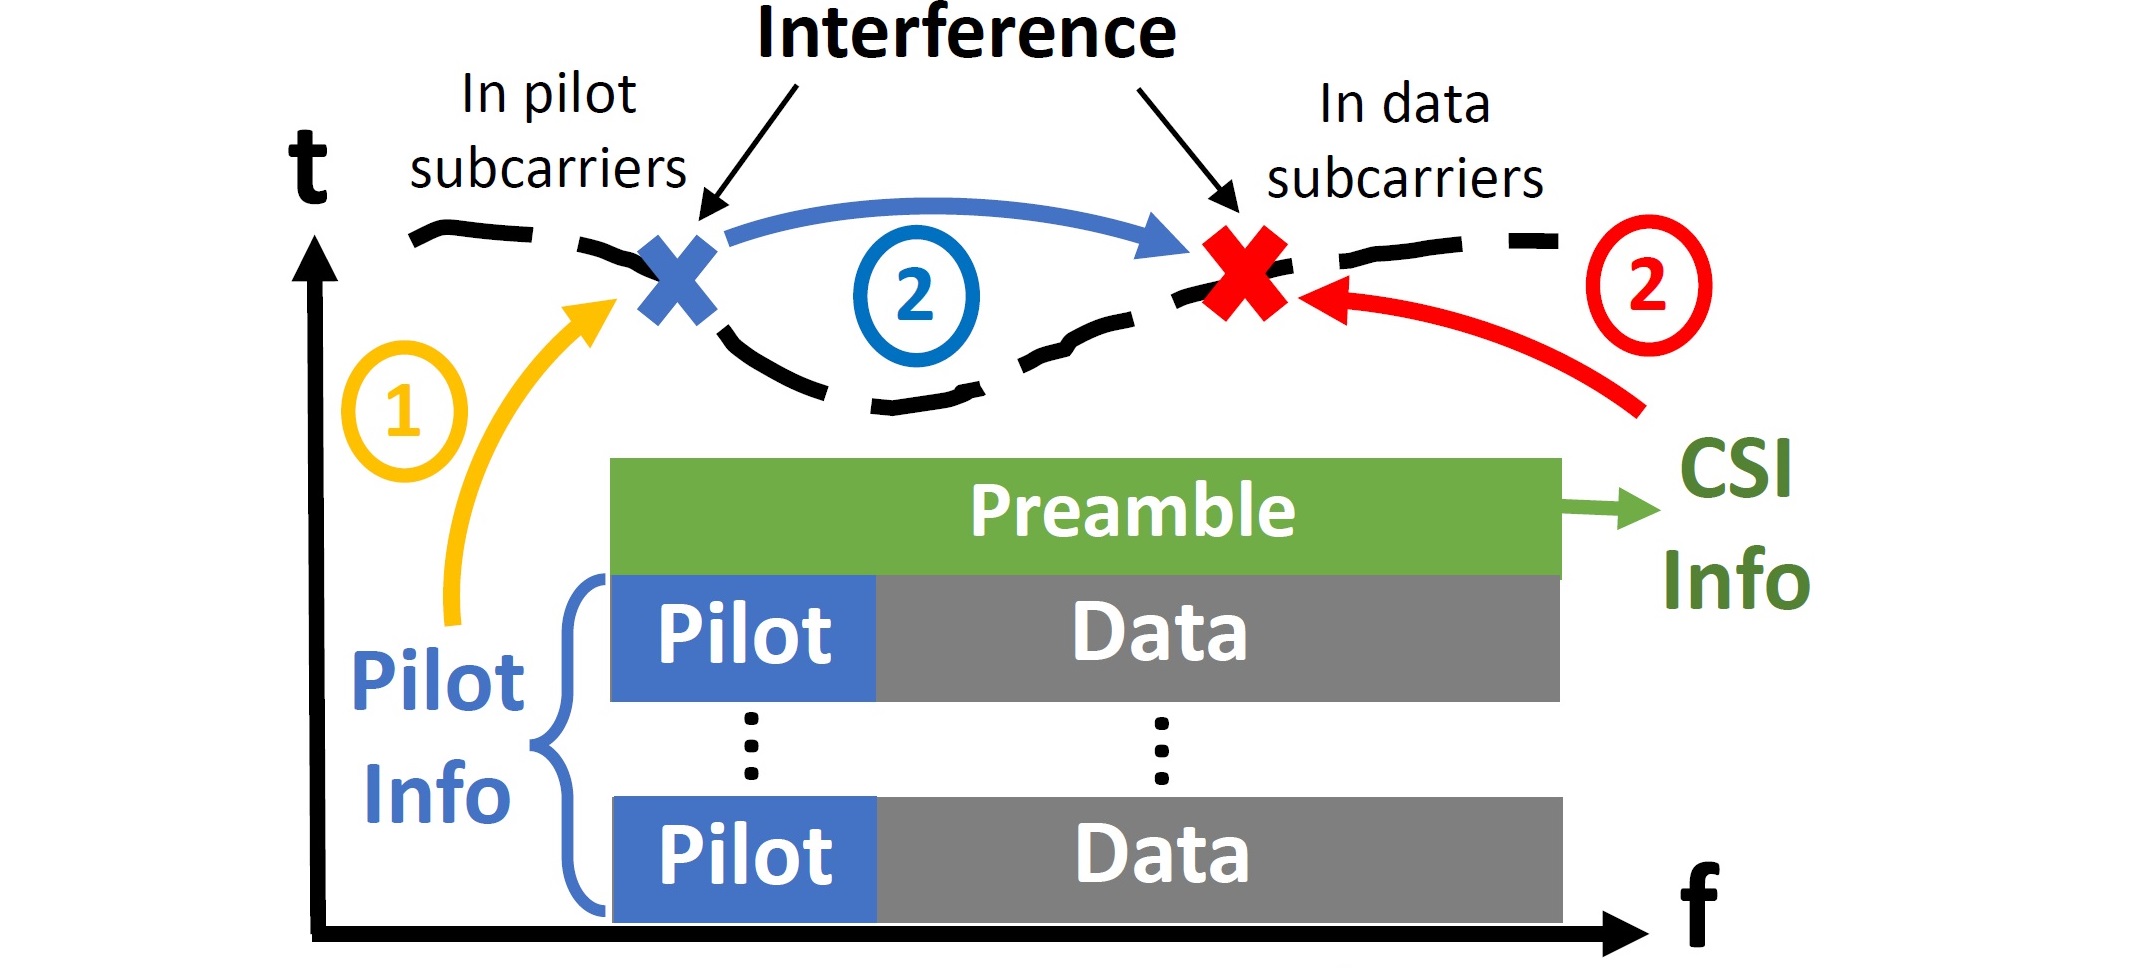 Interference
In pilot
subcarriers
In data
subcarriers
t
2
2
1
CSI
Info
Preamble
Pilot
Data
Pilot
Info
Pilot
Data
f